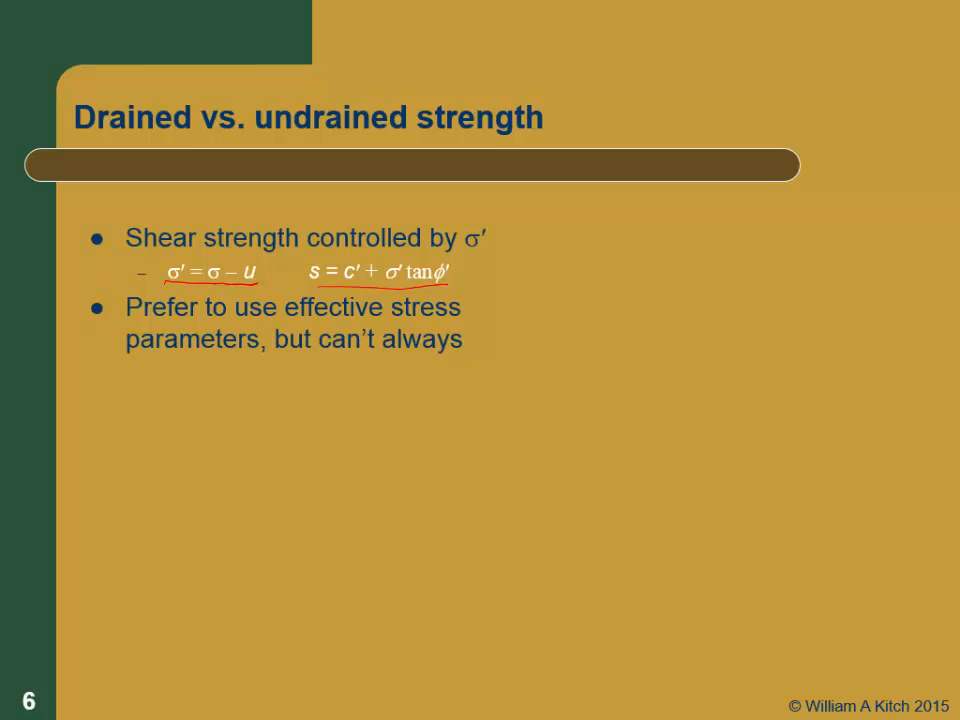 Drained vs. undrained strength
● Shear strength controlled by σ′
– σ′ = σ – u s = c′ + σ′ tanϕ′
● Prefer to use effective stress
parameters, but can't always
6
© William A Kitch 2015